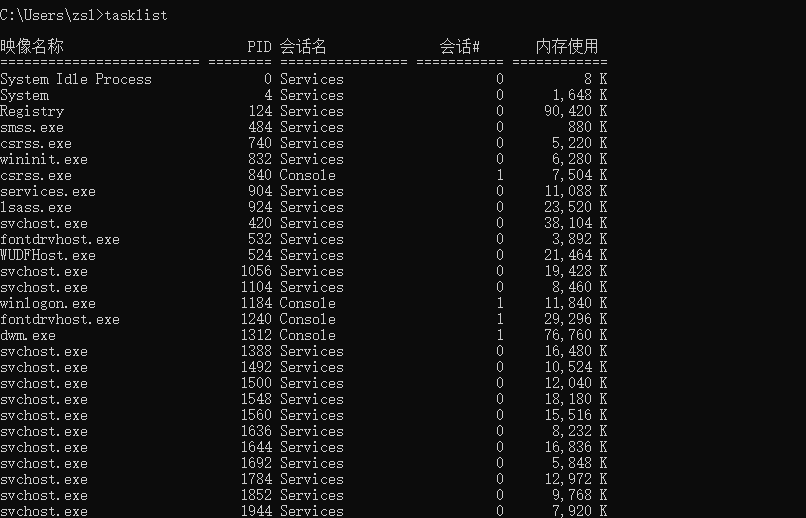 C:\Users\zsl>tasklist
映像名称                       PID 会话名              会话#       内存使用
========================= ======== ================ =========== ============
System Idle Process              0 Services                   0          8 K
System                           4 Services                   0      1,648 K
Registry                       124 Services                   0     90,420 K
smss.exe                       484 Services                   0        880 K
csrss.exe                      740 Services                   0      5,220 K
wininit.exe                    832 Services                   0      6,280 K
csrss.exe                      840 Console                    1      7,504 K
services.exe                   904 Services                   0     11,088 K
lsass.exe                      924 Services                   0     23,520 K
svchost.exe                    420 Services                   0     38,104 K
fontdrvhost.exe                532 Services                   0      3,892 K
WUDFHost.exe                   524 Services                   0     21,464 K
svchost.exe                   1056 Services                   0     19,428 K
svchost.exe                   1104 Services                   0      8,460 K
winlogon.exe                  1184 Console                    1     11,840 K
fontdrvhost.exe               1240 Console                    1     29,296 K
dwm.exe                       1312 Console                    1     76,760 K
svchost.exe                   1388 Services                   0     16,480 K
svchost.exe                   1492 Services                   0     10,524 K
svchost.exe                   1500 Services                   0     12,040 K
svchost.exe                   1548 Services                   0     18,180 K
svchost.exe                   1560 Services                   0     15,516 K
svchost.exe                   1636 Services                   0      8,232 K
svchost.exe                   1644 Services                   0     16,836 K
svchost.exe                   1692 Services                   0      5,848 K
svchost.exe                   1784 Services                   0     12,972 K
svchost.exe                   1852 Services                   0      9,768 K
svchost.exe                   1944 Services                   0      7,920 K